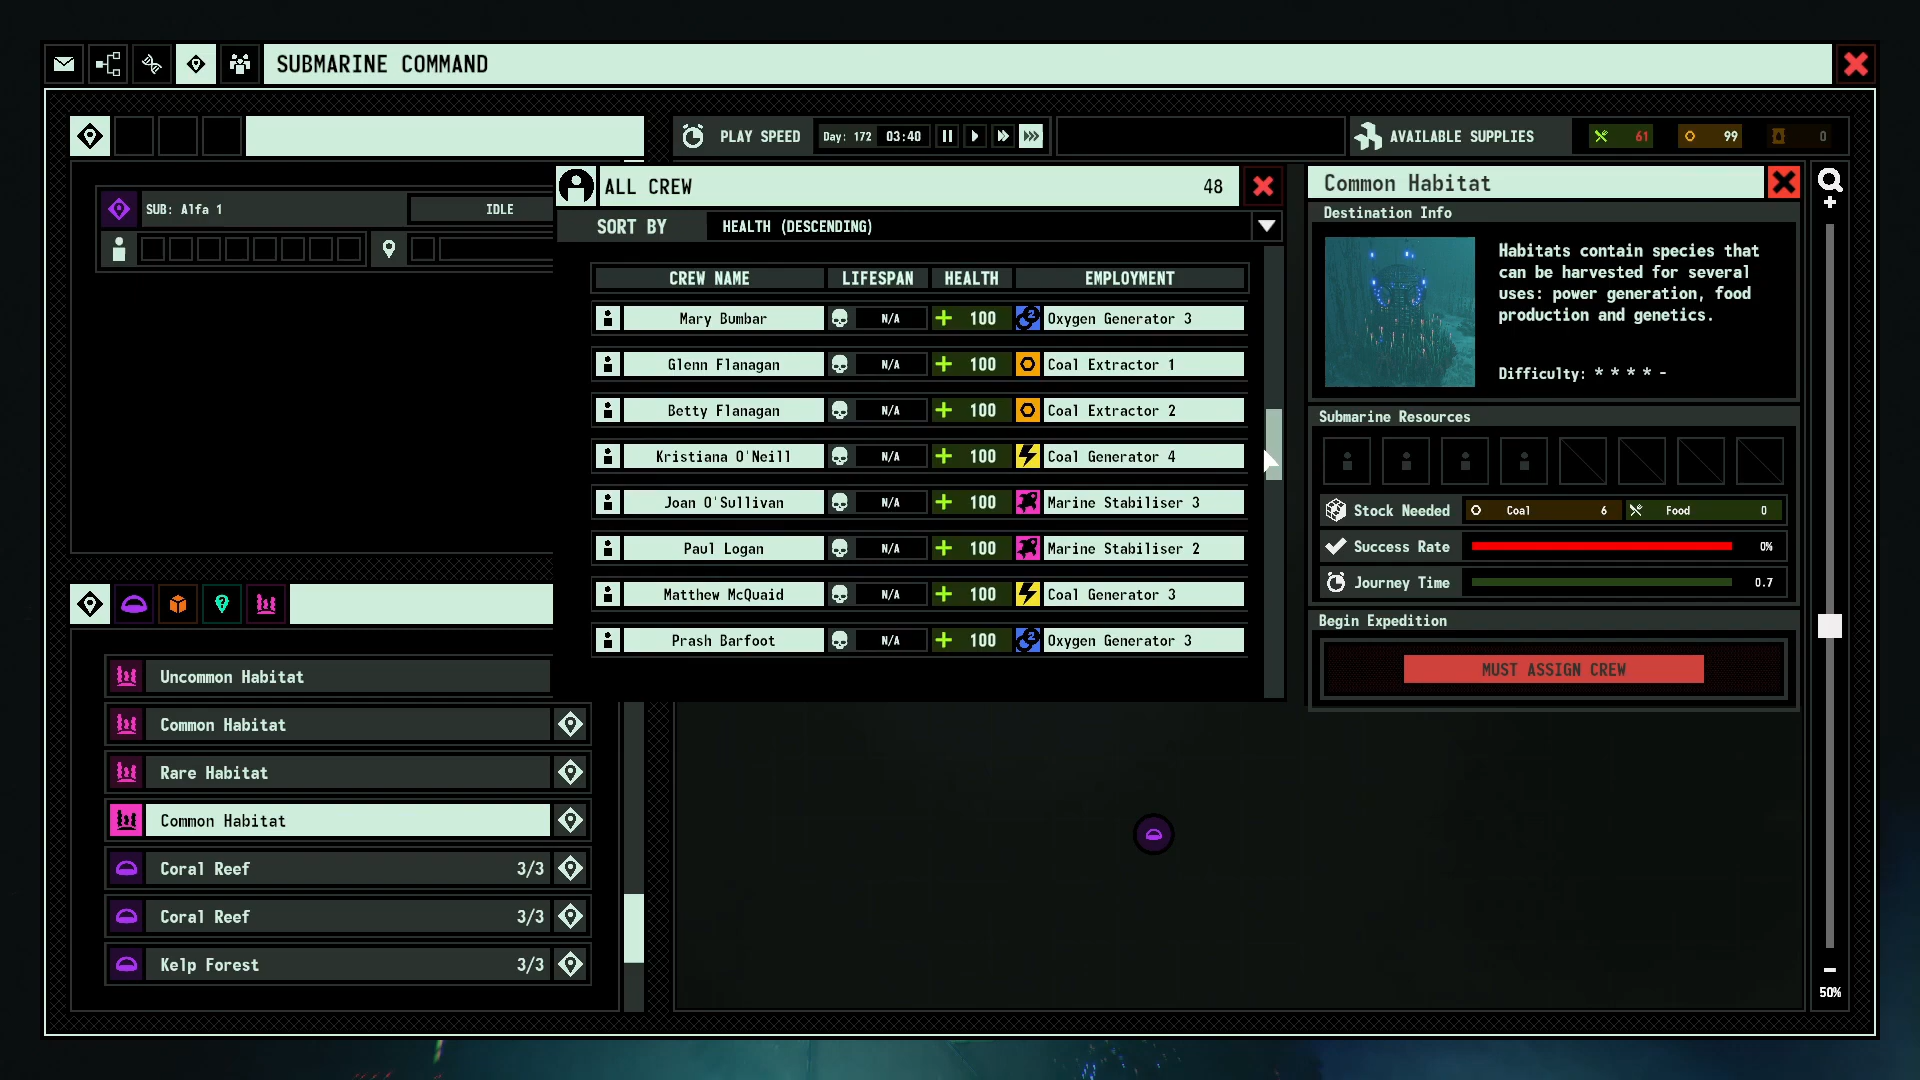 SUBMARINE COMMAND
PLAY SPEED
Day: 172
03:40
AVAILABLE SUPPLIES
61
99
0
SUB: Alfa 1
IDLE
ALL CREW
48
SORT BY
HEALTH (DESCENDING)
CREW NAME
LIFESPAN
HEALTH
EMPLOYMENT
Mary Bumbar
N/A
100
Oxygen Generator 3
Glenn Flanagan
N/A
100
Coal Extractor 1
Betty Flanagan
N/A
100
Coal Extractor 2
Kristiana O'Neill
N/A
100
Coal Generator 4
Joan O'Sullivan
N/A
100
Marine Stabiliser 3
Paul Logan
N/A
100
Marine Stabiliser 2
Matthew McQuaid
N/A
100
Coal Generator 3
Prash Barfoot
N/A
100
Oxygen Generator 3
Common Habitat
Destination Info
Habitats contain species that
can be harvested for several
uses: power generation, food
production and genetics.
Difficulty: * * * * -
Submarine Resources
Stock Needed
Coal
6
Food
0
Success Rate
0%
Journey Time
0.7
Begin Expedition
MUST ASSIGN CREW
Uncommon Habitat
Common Habitat
Rare Habitat
Common Habitat
Coral Reef
3/3
Coral Reef
3/3
Kelp Forest
3/3
50%